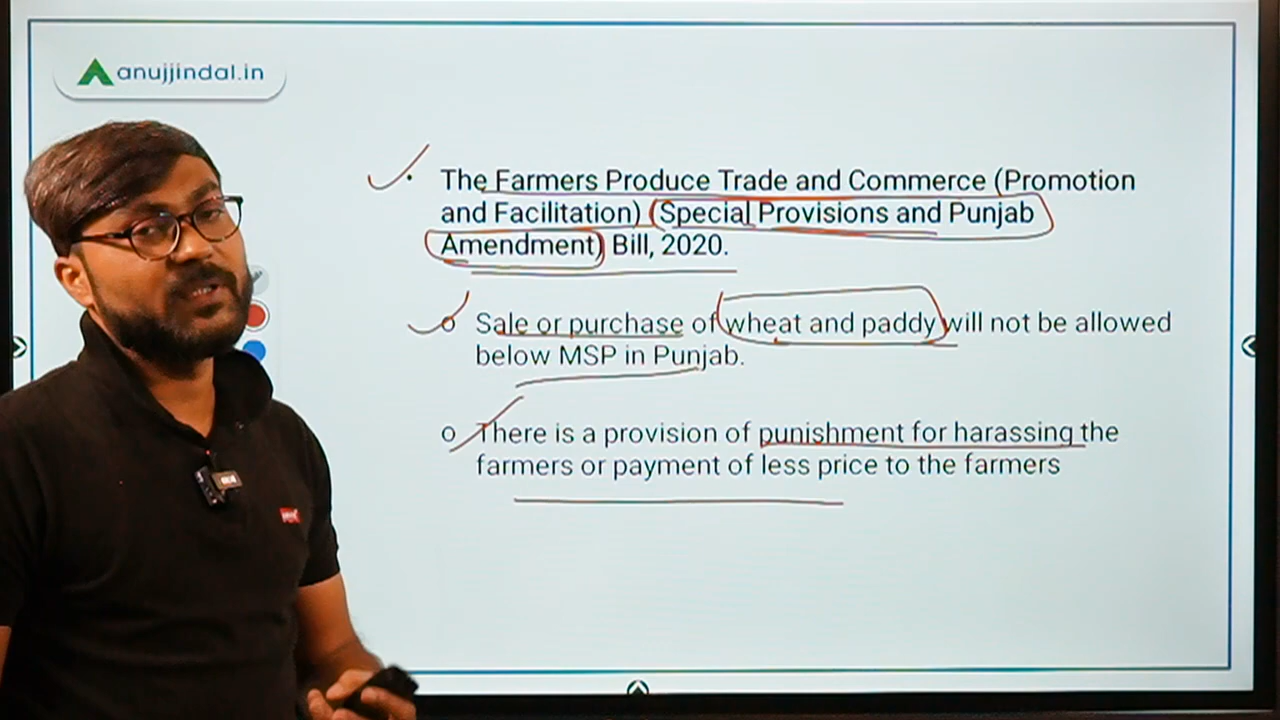 anujjindal.in
• The Farmers Produce Trade and Commerce (Promotion
and Facilitation) (Special Provisions and Punjab
Amendment) Bill, 2020.
o Sale or purchase of wheat and paddy will not be allowed
below MSP in Punjab.
o There is a provision of punishment for harassing the
farmers or payment of less price to the farmers